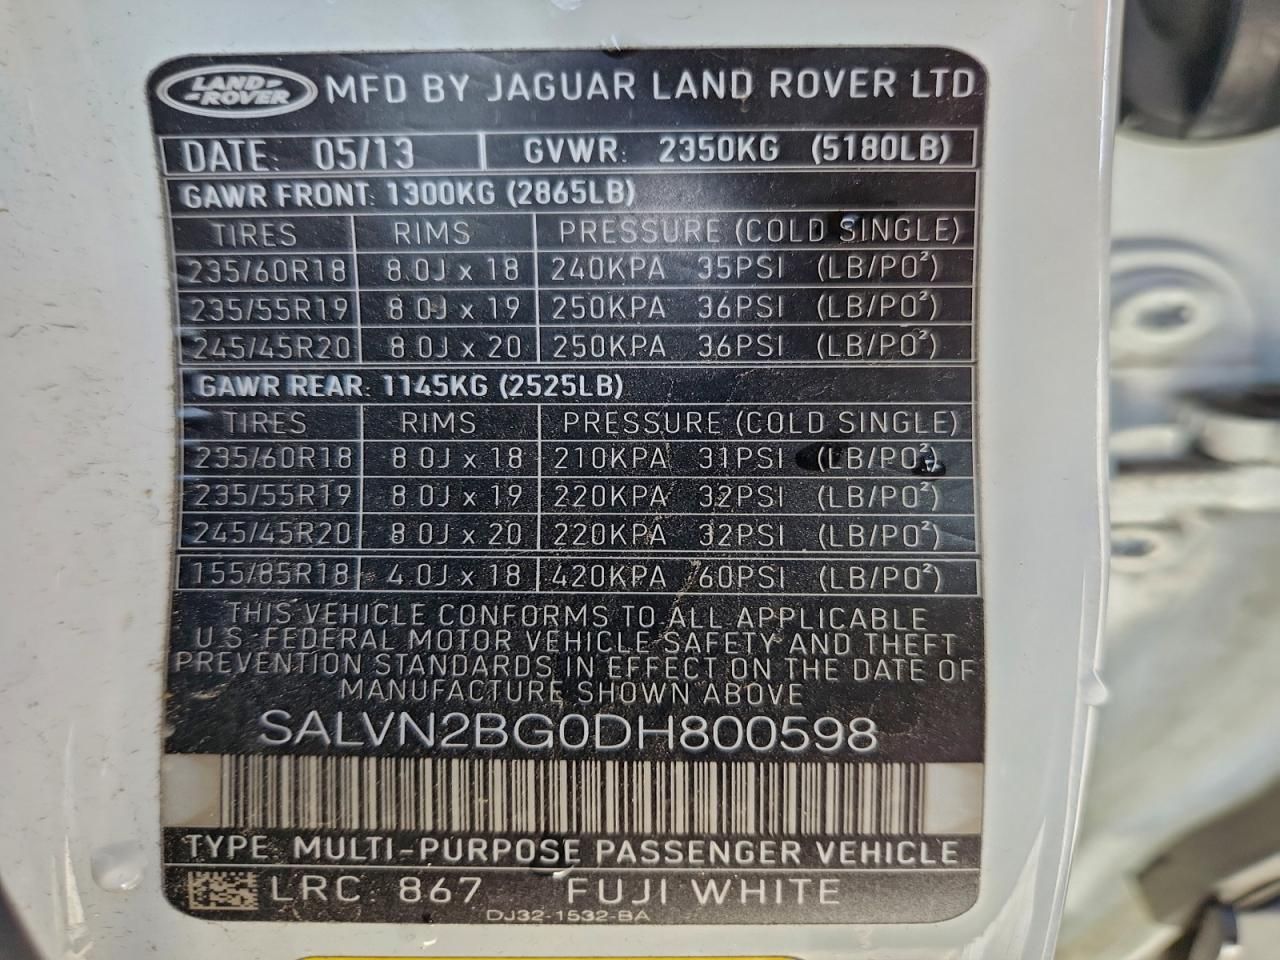 LAND ROVER MFD BY JAGUAR LAND ROVER LTD
DATE: 05/13 GVWR: 2350KG (5180LB)
GAWR FRONT: 1300KG (2865LB)
TIRES RIMS PRESSURE (COLD SINGLE)
235/60R18 8.0J x 18 240KPA 35PSI (LB/PO²)
235/55R19 8.0J x 19 250KPA 36PSI (LB/PO²)
245/45R20 8.0J x 20 250KPA 36PSI (LB/PO²)
GAWR REAR: 1145KG (2525LB)
TIRES RIMS PRESSURE (COLD SINGLE)
235/60R18 8.0J x 18 210KPA 31PSI (LB/PO²)
235/55R19 8.0J x 19 220KPA 32PSI (LB/PO²)
245/45R20 8.0J x 20 220KPA 32PSI (LB/PO²)
155/85R18 4.0J x 18 420KPA 60PSI (LB/PO²)
THIS VEHICLE CONFORMS TO ALL APPLICABLE
U.S. FEDERAL MOTOR VEHICLE SAFETY AND THEFT
PREVENTION STANDARDS IN EFFECT ON THE DATE OF
MANUFACTURE SHOWN ABOVE
SALVN2BG0DH800598
TYPE: MULTI-PURPOSE PASSENGER VEHICLE
LRC: 867 FUJI WHITE
DJ32-1532-BA